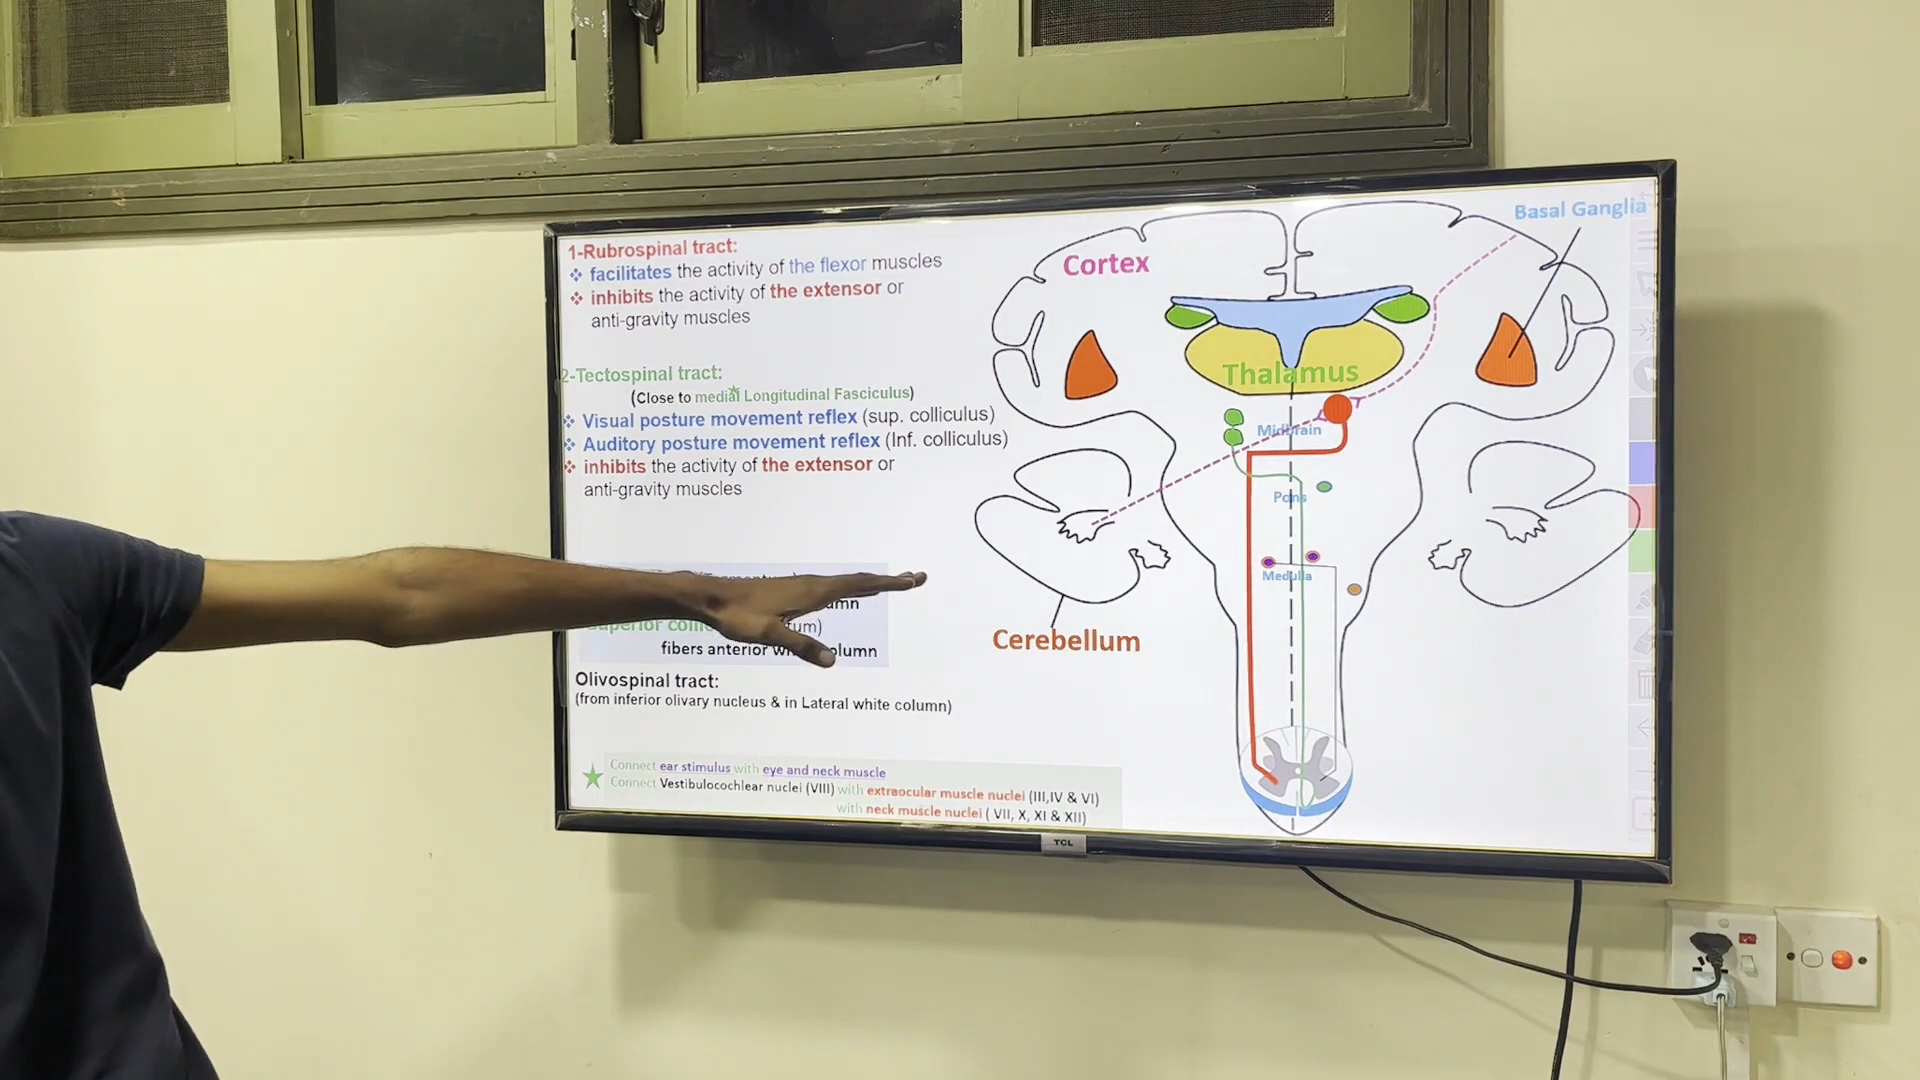 1-Rubrospinal tract:
❖ facilitates the activity of the flexor muscles
❖ inhibits the activity of the extensor or
anti-gravity muscles
2-Tectospinal tract:
(Close to medial Longitudinal Fasciculus)
❖ Visual posture movement reflex (sup. colliculus)
❖ Auditory posture movement reflex (Inf. colliculus)
❖ inhibits the activity of the extensor or
anti-gravity muscles
fibers anterior
Olivospinal tract:
(from inferior olivary nucleus & in Lateral white column)
Connect ear stimulus with eye and neck muscle
Connect Vestibulocochlear nuclei (VIII) with extraocular muscle nuclei (III,IV & VI)
with neck muscle nuclei ( VII, X, XI & XII)
Basal Ganglia
Cortex
Thalamus
Midbrain
Pons
Medulla
Cerebellum
TCL